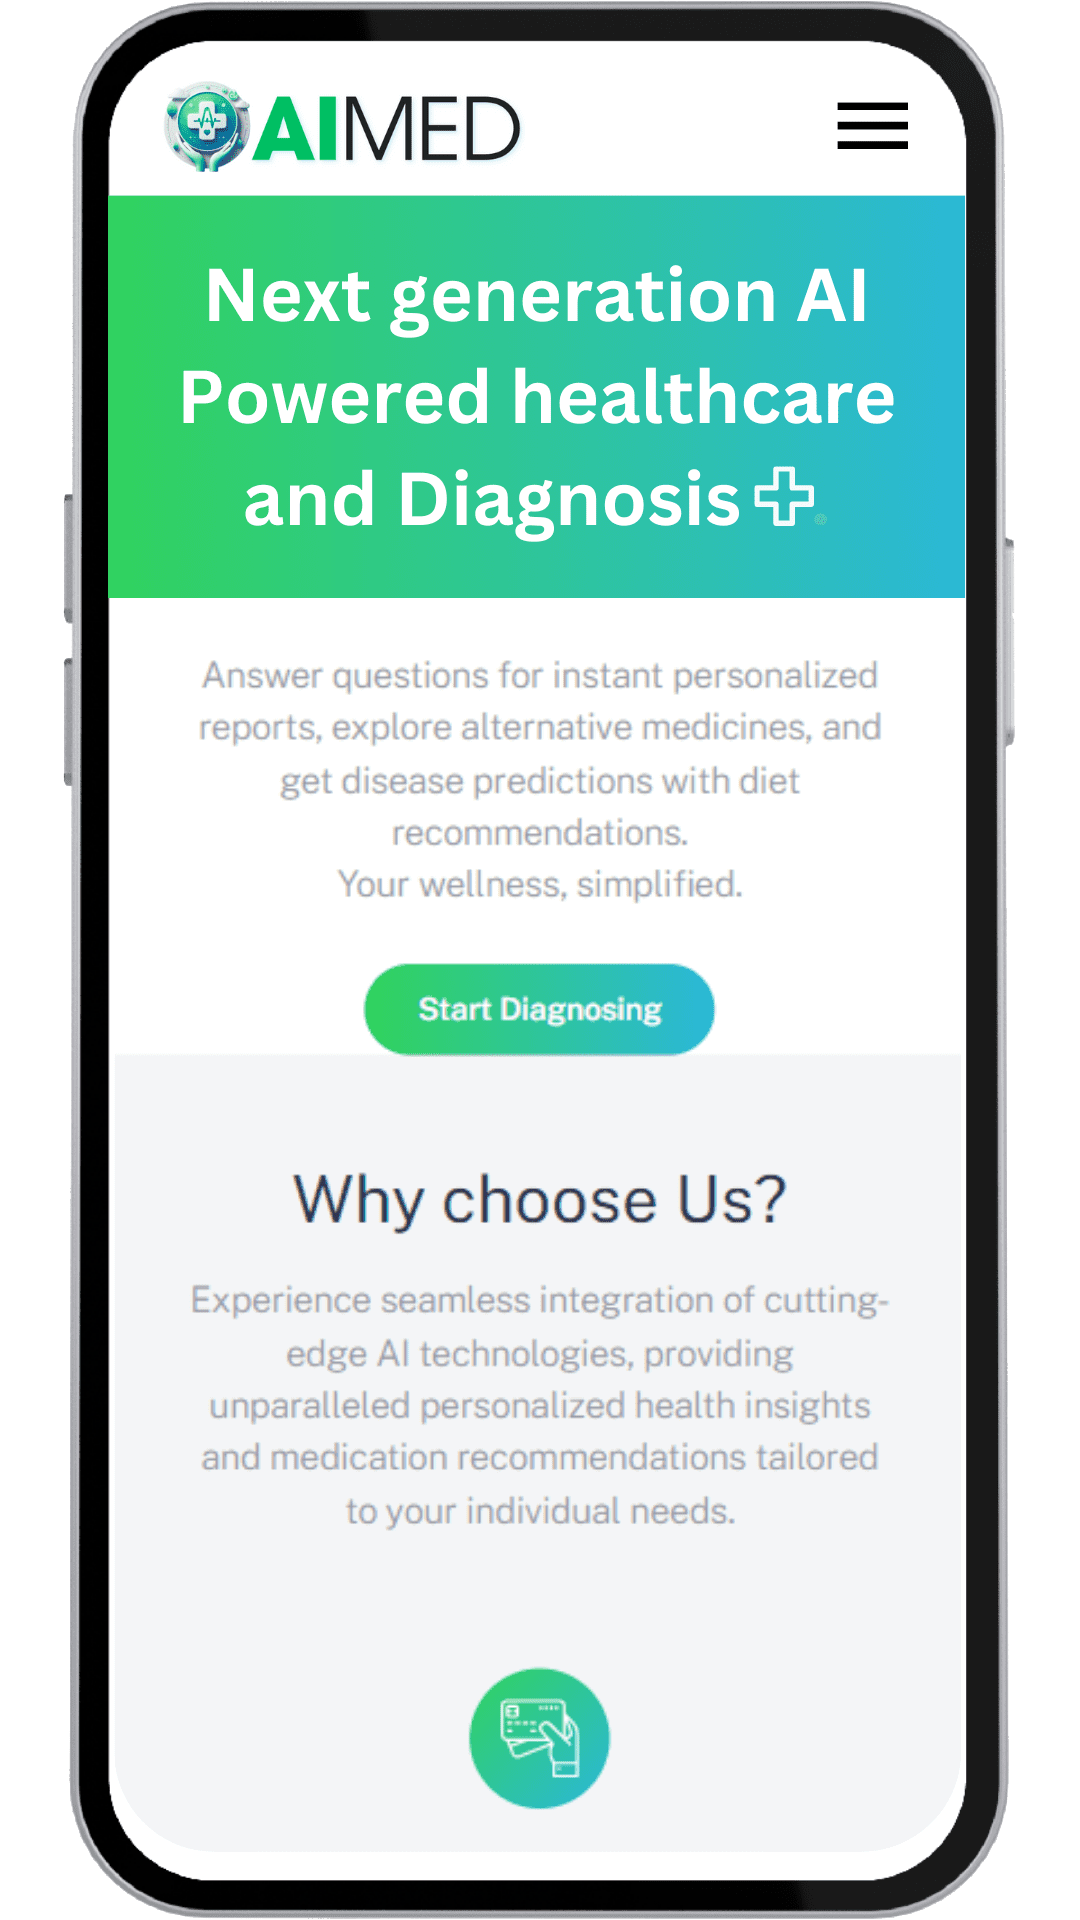 AIMED
Next generation AI
Powered healthcare
and Diagnosis
Answer questions for instant personalized
reports, explore alternative medicines, and
get disease predictions with diet
recommendations.
Your wellness, simplified.
Start Diagnosing
Why choose Us?
Experience seamless integration of cutting-
edge AI technologies, providing
unparalleled personalized health insights
and medication recommendations tailored
to your individual needs.